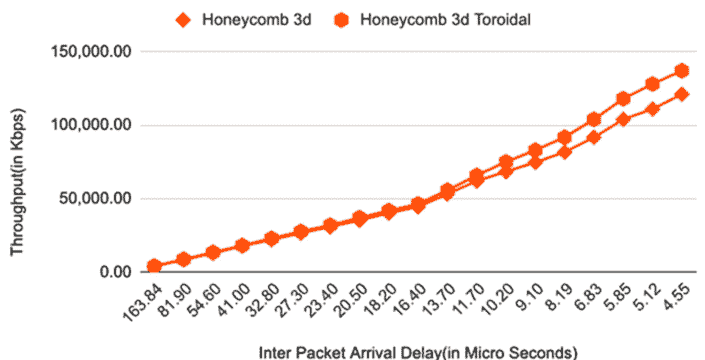 Honeycomb 3d Honeycomb 3d Toroidal
150,000.00
100,000.00
50,000.00
0.00
Throughput(in Kbps)
163.84 81.90 54.60 41.00 32.80 27.30 23.40 20.50 18.20 16.40 13.70 11.70 10.20 9.10 8.19 6.83 5.85 5.12 4.55
Inter Packet Arrival Delay(in Micro Seconds)